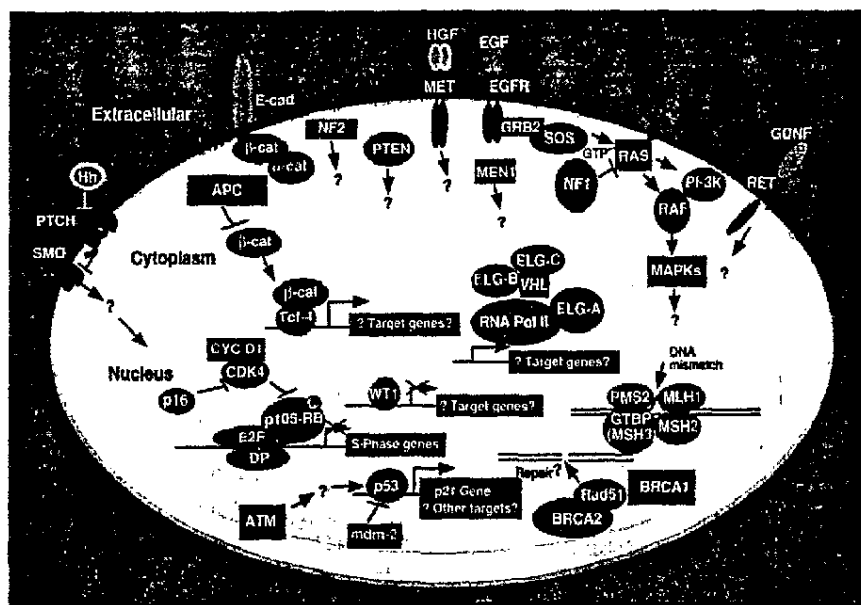 HGF
EGF
MET
EGFR
Extracellular
E-cad
NF2
PTEN
GRB2
SOS
GTP
RAS
GDNF
β-cat
α-cat
APC
MEN1
NF1
PI-3K
RET
Hh
PTCH
SMO
?
?
?
?
RAF
β-cat
Cytoplasm
MAPKs
?
?
?
β-cat
Tcf-4
? Target genes?
ELG-C
ELG-B
VHL
RNA Pol II
ELG-A
? Target genes?
Nucleus
CYC D1
CDK4
p16
WT1
? Target genes?
DNA
mismatch
PMS2
MLH1
GTBP
(MSH3)
MSH2
p105-RB
E2F
DP
S-Phase genes
Repair?
ATM
?
p53
p21 Gene
? Other targets?
mdm-2
Rad51
BRCA1
BRCA2